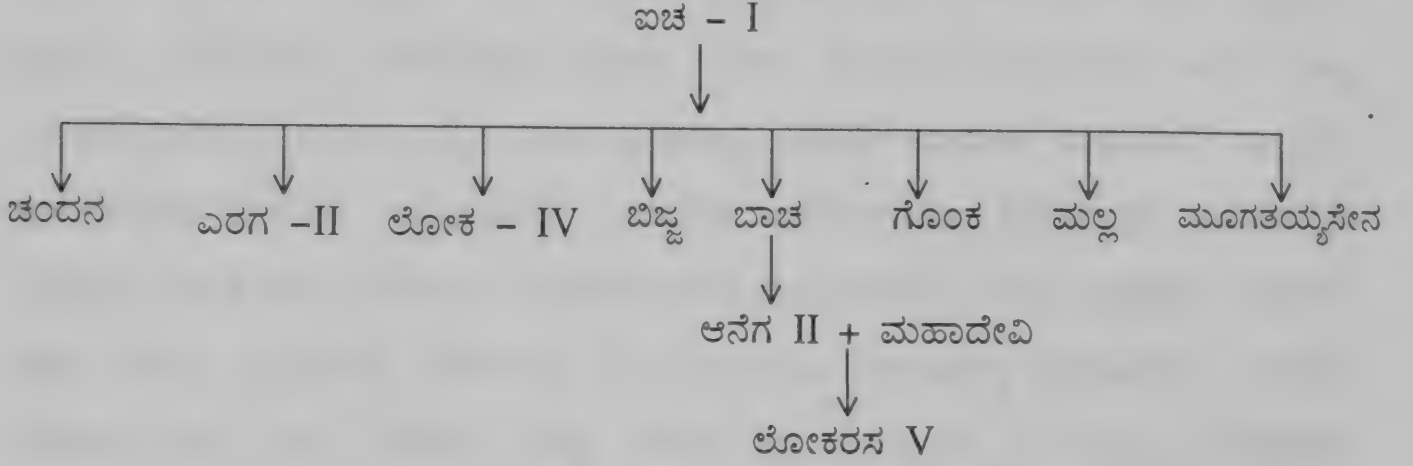 ಐಚ – I
ಚಂದನ ಎರಗ –II ಲೋಕ – IV ಬಿಜ್ಜ ಬಾಚ ಗೊಂಕ ಮಲ್ಲ ಮೂಗತಯ್ಯಸೇನ
ಆನೆಗ II + ಮಹಾದೇವಿ
ಲೋಕರಸ V